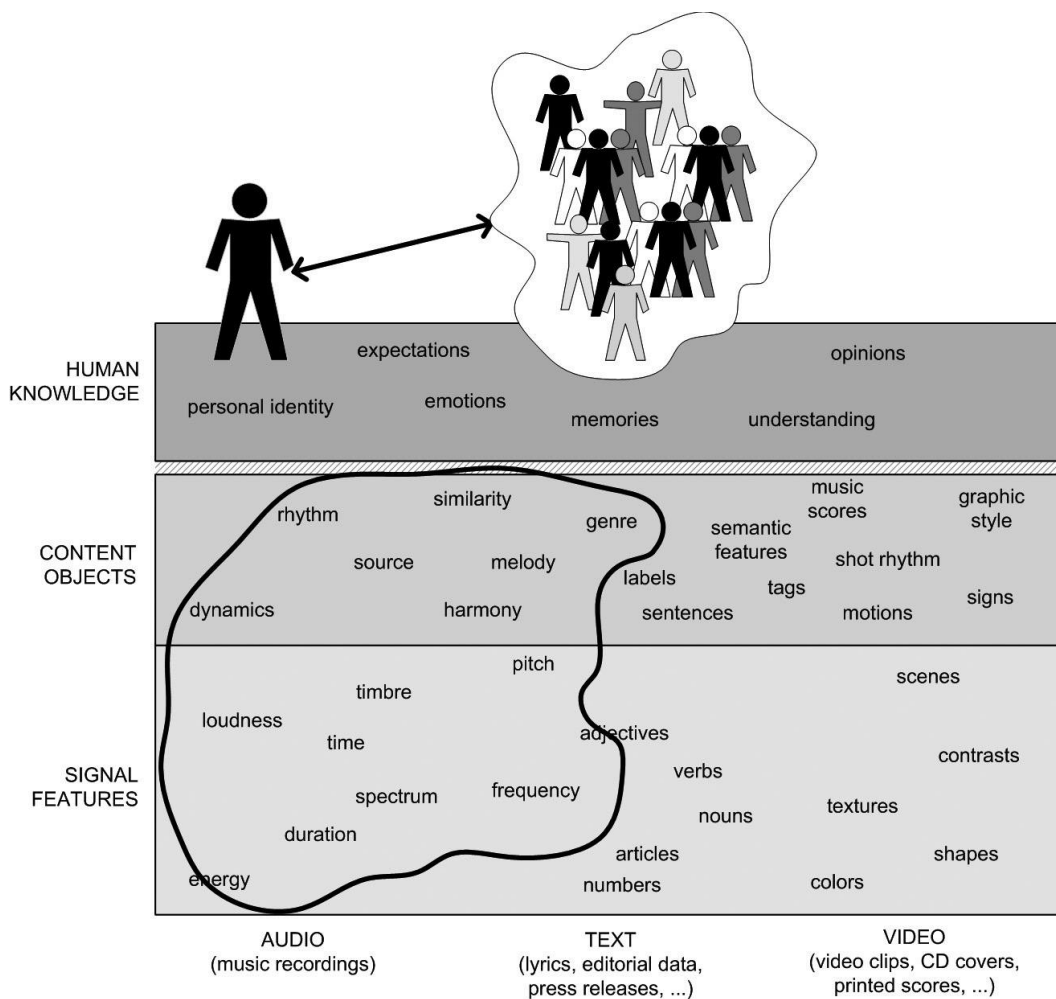 HUMAN
KNOWLEDGE
expectations
opinions
personal identity
emotions
memories
understanding
CONTENT
OBJECTS
rhythm
similarity
genre
source
melody
dynamics
harmony
labels
sentences
semantic
features
tags
music
scores
shot rhythm
motions
graphic
style
signs
SIGNAL
FEATURES
pitch
timbre
loudness
time
spectrum
frequency
duration
energy
adjectives
verbs
nouns
articles
numbers
scenes
contrasts
textures
shapes
colors
AUDIO
(music recordings)
TEXT
(lyrics, editorial data,
press releases, ...)
VIDEO
(video clips, CD covers,
printed scores, ...)